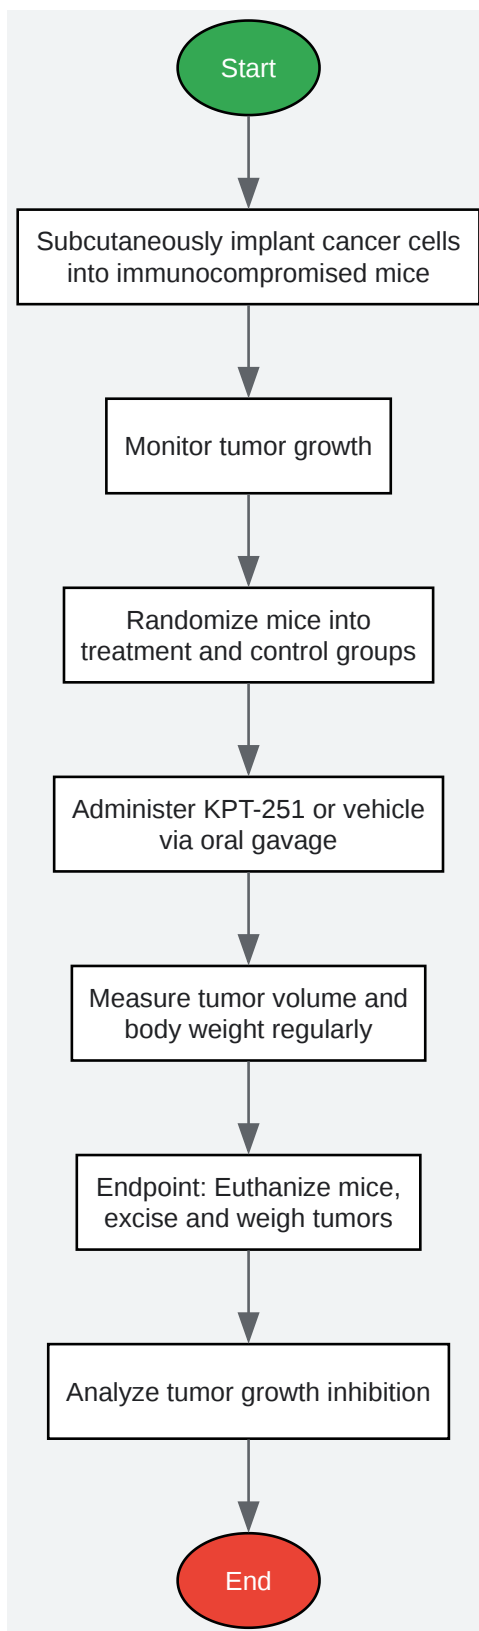 Start
Subcutaneously implant cancer cells
into immunocompromised mice
Monitor tumor growth
Randomize mice into
treatment and control groups
Administer KPT-251 or vehicle
via oral gavage
Measure tumor volume and
body weight regularly
Endpoint: Euthanize mice,
excise and weigh tumors
Analyze tumor growth inhibition
End